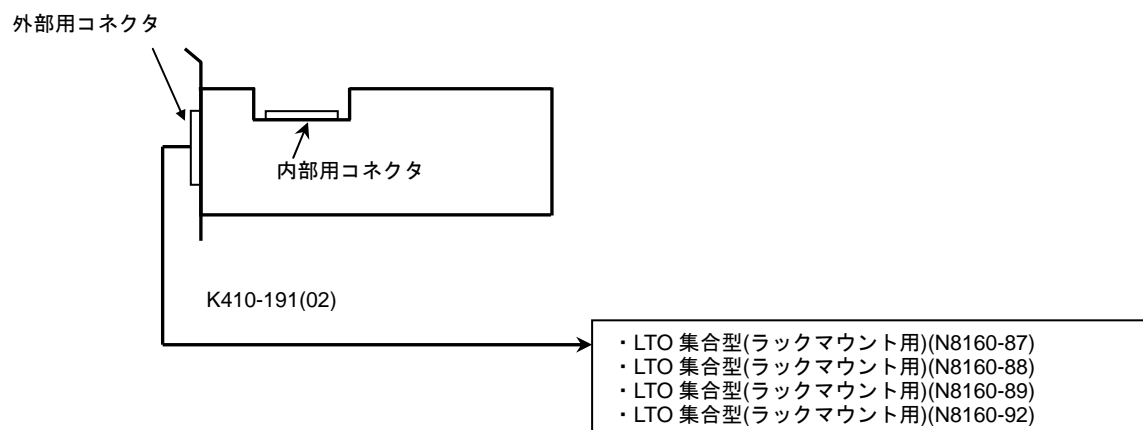 外部用コネクタ
内部用コネクタ
K410-191(02)
・LTO 集合型(ラックマウント用)(N8160-87)
・LTO 集合型(ラックマウント用)(N8160-88)
・LTO 集合型(ラックマウント用)(N8160-89)
・LTO 集合型(ラックマウント用)(N8160-92)